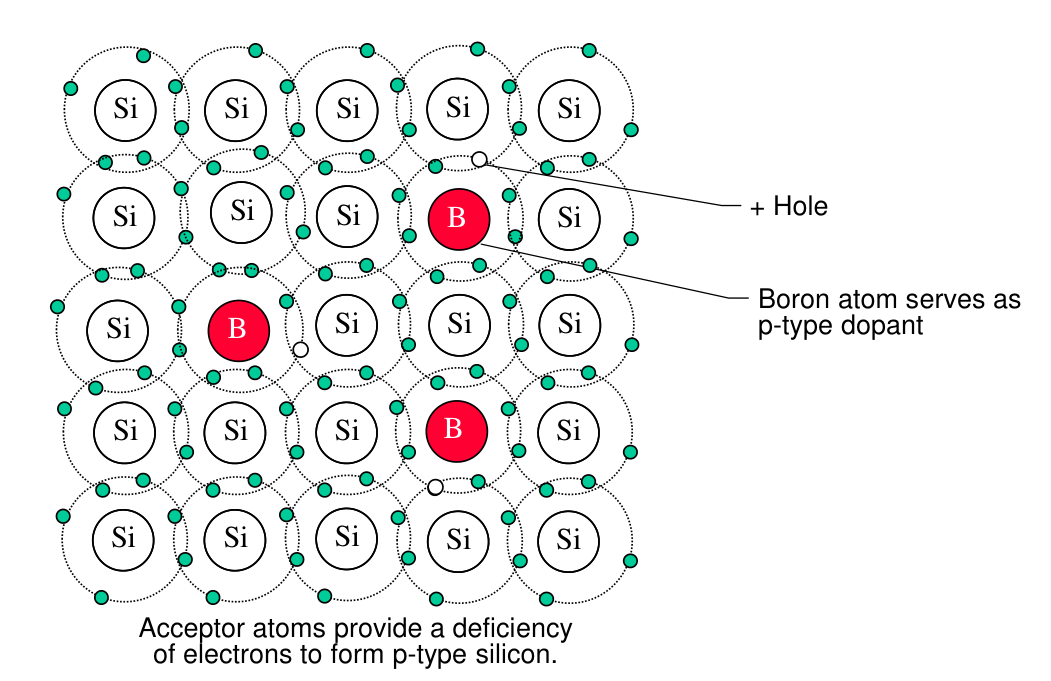 Si Si Si Si Si
+ Hole
Si Si Si B Si
Boron atom serves as
p-type dopant
Si B Si Si Si
Si Si Si B Si
Si Si Si Si Si
Acceptor atoms provide a deficiency
of electrons to form p-type silicon.